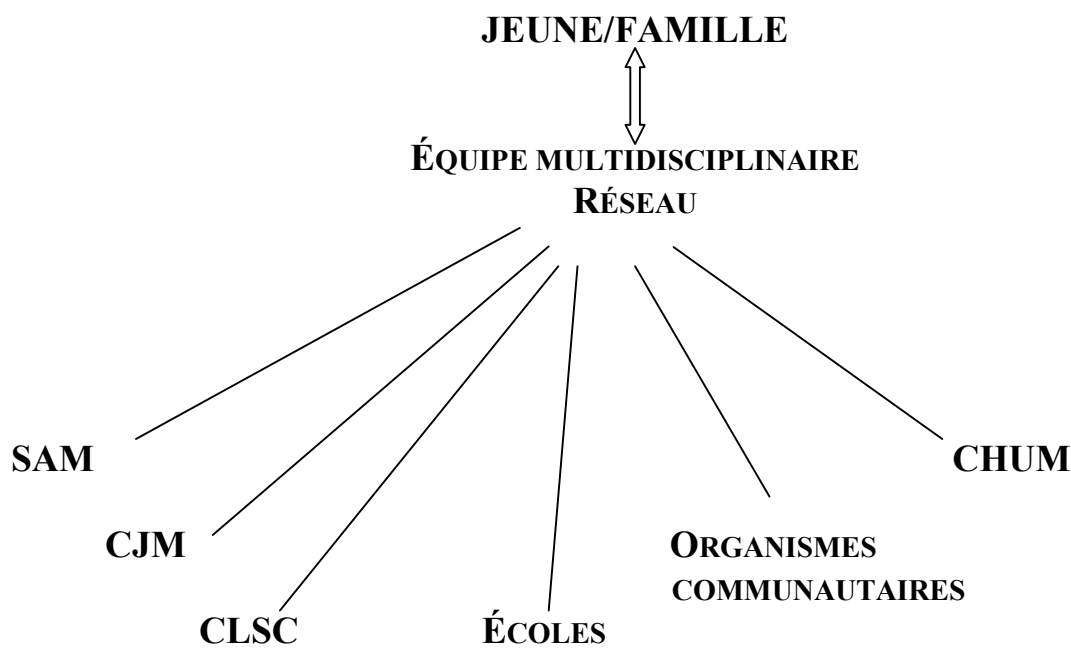 JEUNE/FAMILLE
ÉQUIPE MULTIDISCIPLINAIRE
RÉSEAU
SAM
CHUM
CJM
ORGANISMES
COMMUNAUTAIRES
CLSC
ÉCOLES